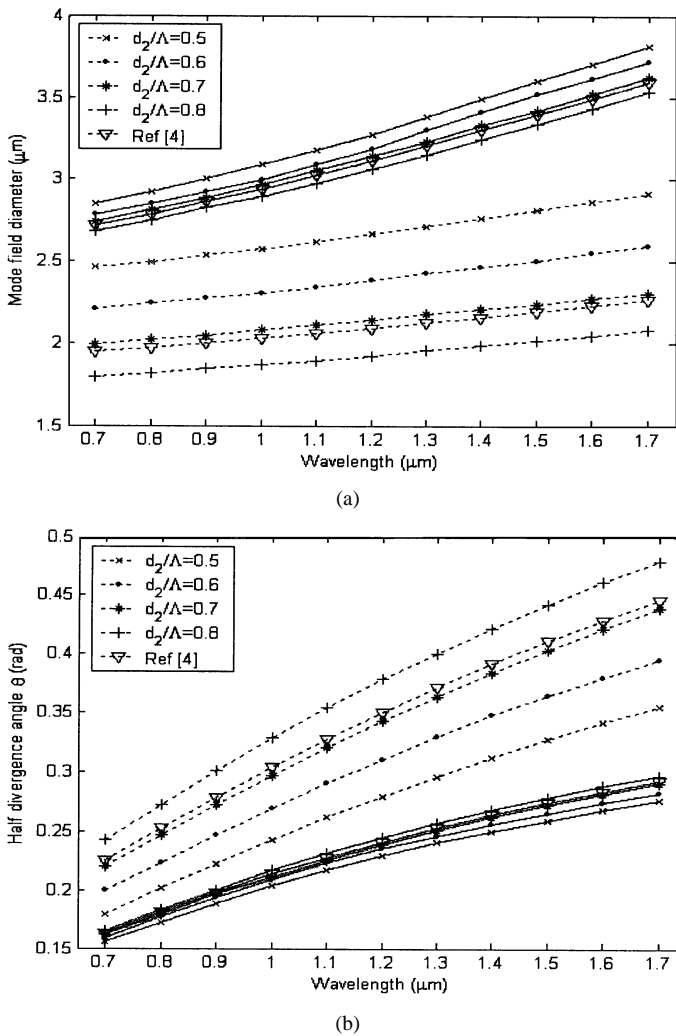 4
3.5
3
2.5
2
1.5
Mode field diameter (μm)
d2/Λ=0.5
d2/Λ=0.6
d2/Λ=0.7
d2/Λ=0.8
Ref [4]
0.7 0.8 0.9 1 1.1 1.2 1.3 1.4 1.5 1.6 1.7
Wavelength (μm)
(a)
0.5
0.45
0.4
0.35
0.3
0.25
0.2
0.15
Half divergence angle θ (rad)
d2/Λ=0.5
d2/Λ=0.6
d2/Λ=0.7
d2/Λ=0.8
Ref [4]
0.7 0.8 0.9 1 1.1 1.2 1.3 1.4 1.5 1.6 1.7
Wavelength (μm)
(b)